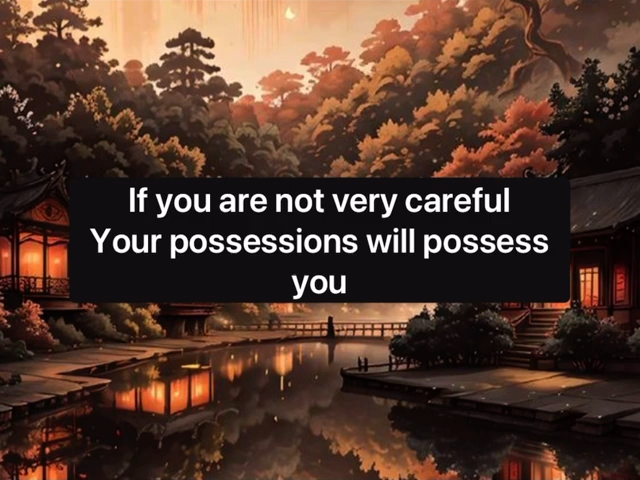 If you are not very careful
Your possessions will possess
you